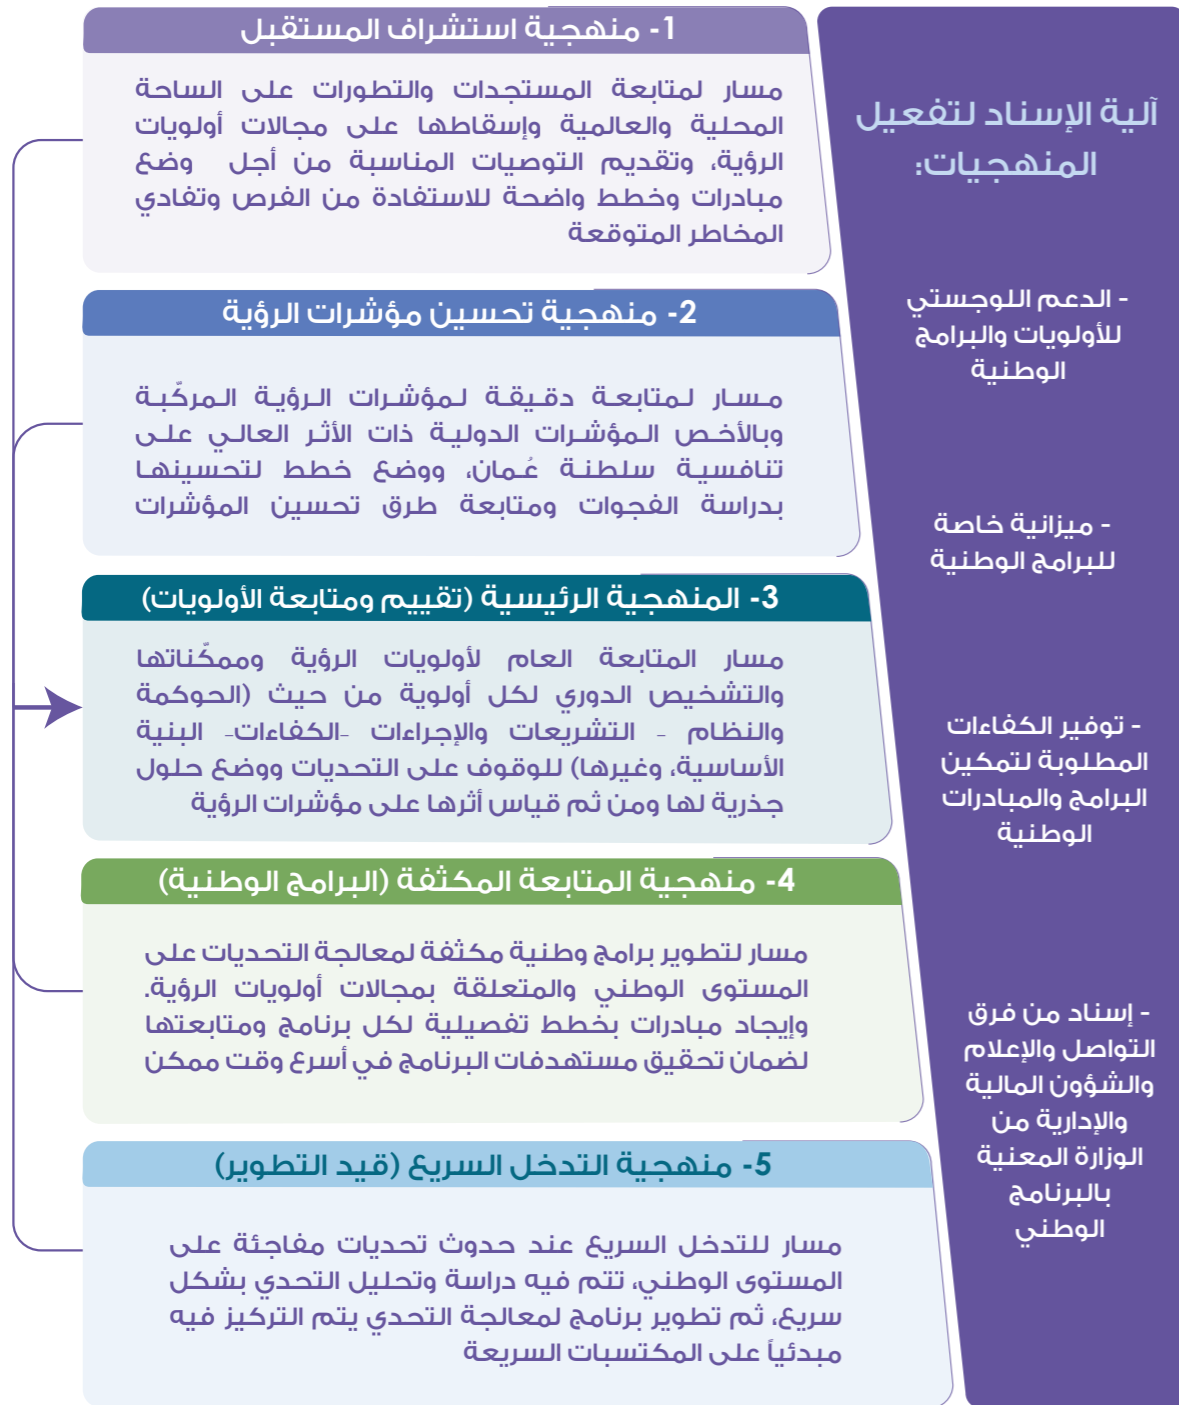 آلية الإسناد لتفعيل
المنهجيات:
- الدعم اللوجستي
للأولويات والبرامج
الوطنية
- ميزانية خاصة
للبرامج الوطنية
- توفير الكفاءات
المطلوبة لتمكين
البرامج والمبادرات
الوطنية
- إسناد من فرق
التواصل والإعلام
والشؤون المالية
والإدارية من
الوزارة المعنية
بالبرنامج
الوطني
1- منهجية استشراف المستقبل
مسار لمتابعة المستجدات والتطورات على الساحة
المحلية والعالمية وإسقاطها على مجالات أولويات
الرؤية، وتقديم التوصيات المناسبة من أجل وضع
مبادرات وخطط واضحة للاستفادة من الفرص وتفادي
المخاطر المتوقعة
2- منهجية تحسين مؤشرات الرؤية
مسار لمتابعة دقيقة لمؤشرات الرؤية المركّبة
وبالأخص المؤشرات الدولية ذات الأثر العالي على
تنافسية سلطنة عُمان، ووضع خطط لتحسينها
بدراسة الفجوات ومتابعة طرق تحسين المؤشرات
3- المنهجية الرئيسية (تقييم ومتابعة الأولويات)
مسار المتابعة العام لأولويات الرؤية وممكّناتها
والتشخيص الدوري لكل أولوية من حيث (الحوكمة
والنظام - التشريعات والإجراءات -الكفاءات- البنية
الأساسية، وغيرها) للوقوف على التحديات ووضع حلول
جذرية لها ومن ثم قياس أثرها على مؤشرات الرؤية
4- منهجية المتابعة المكثفة (البرامج الوطنية)
مسار لتطوير برامج وطنية مكثفة لمعالجة التحديات على
المستوى الوطني والمتعلقة بمجالات أولويات الرؤية.
وإيجاد مبادرات بخطط تفصيلية لكل برنامج ومتابعتها
لضمان تحقيق مستهدفات البرنامج في أسرع وقت ممكن
5- منهجية التدخل السريع (قيد التطوير)
مسار للتدخل السريع عند حدوث تحديات مفاجئة على
المستوى الوطني، تتم فيه دراسة وتحليل التحدي بشكل
سريع، ثم تطوير برنامج لمعالجة التحدي يتم التركيز فيه
مبدئياً على المكتسبات السريعة